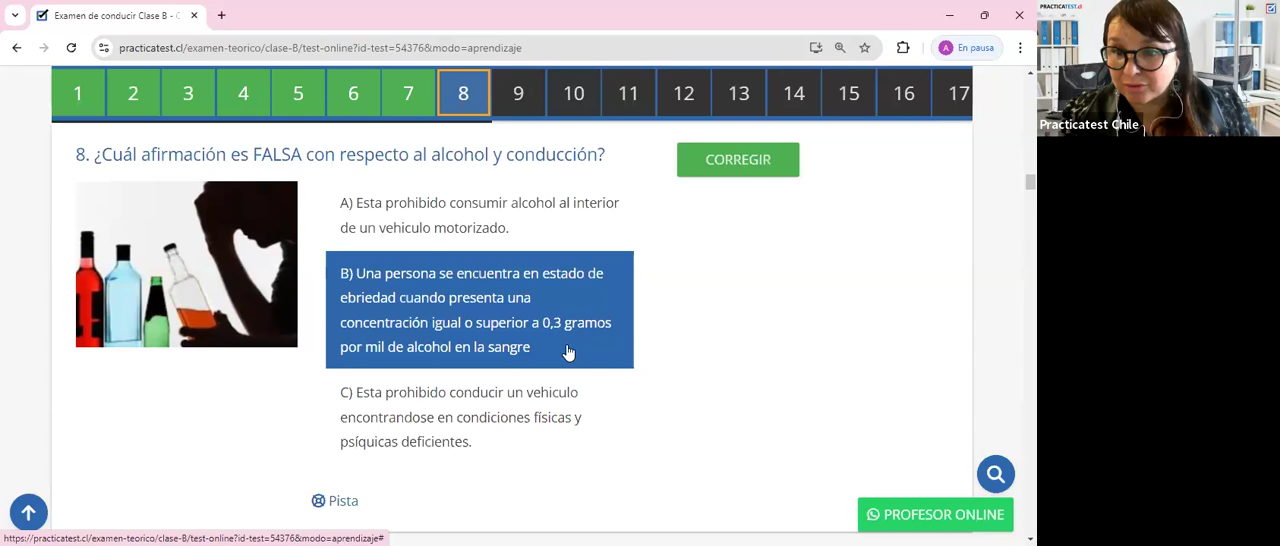 Examen de conducir Clase B - C
practicatest.cl/examen-teorico/clase-B/test-online?id-test=54376&modo=aprendizaje
A
En pausa
PRACTICATEST.cl
Practicatest Chile
1 2 3 4 5 6 7 8 9 10 11 12 13 14 15 16 17
8. ¿Cuál afirmación es FALSA con respecto al alcohol y conducción?
CORREGIR
A) Esta prohibido consumir alcohol al interior
de un vehiculo motorizado.
B) Una persona se encuentra en estado de
ebriedad cuando presenta una
concentración igual o superior a 0,3 gramos
por mil de alcohol en la sangre
C) Esta prohibido conducir un vehiculo
encontrandose en condiciones físicas y
psíquicas deficientes.
Pista
PROFESOR ONLINE
https://practicatest.cl/examen-teorico/clase-B/test-online?id-test=54376&modo=aprendizaje#